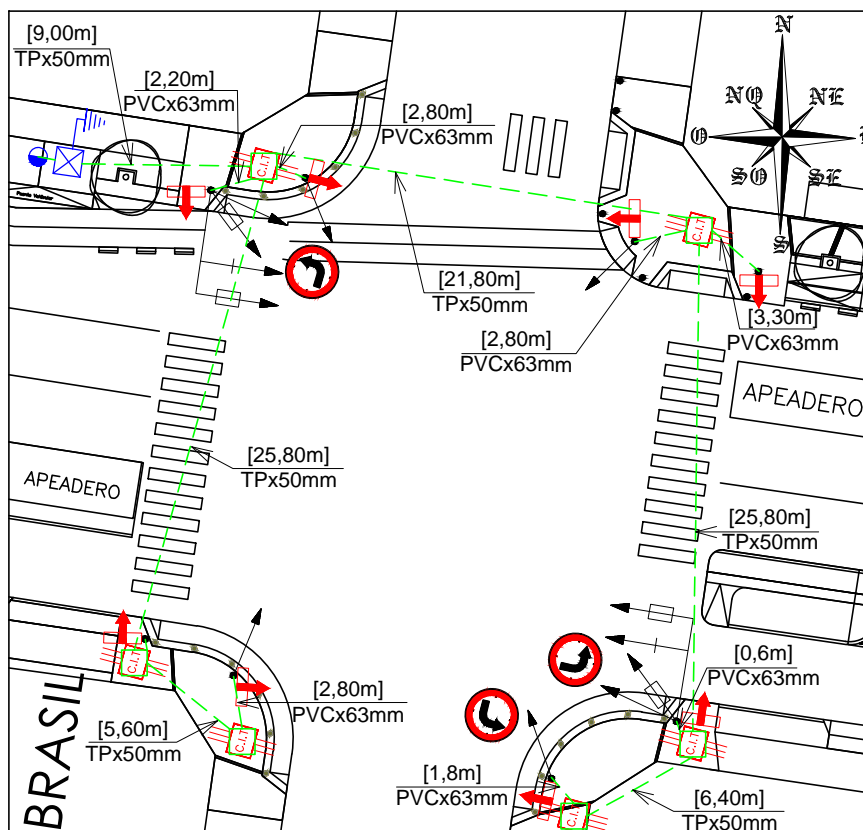 [9,00m]
TPx50mm
[2,20m]
PVCx63mm
[2,80m]
PVCx63mm
N
NO
NE
O
SO
SE
S
C.I.T
C.I.T
[21,80m]
TPx50mm
[2,80m]
PVCx63mm
[3,30m]
PVCx63mm
APEADERO
[25,80m]
TPx50mm
APEADERO
[25,80m]
TPx50mm
C.I.T
[2,80m]
PVCx63mm
[0,6m]
PVCx63mm
[5,60m]
TPx50mm
C.I.T
C.I.T
BRASIL
[1,8m]
PVCx63mm
[6,40m]
TPx50mm
C.I.T